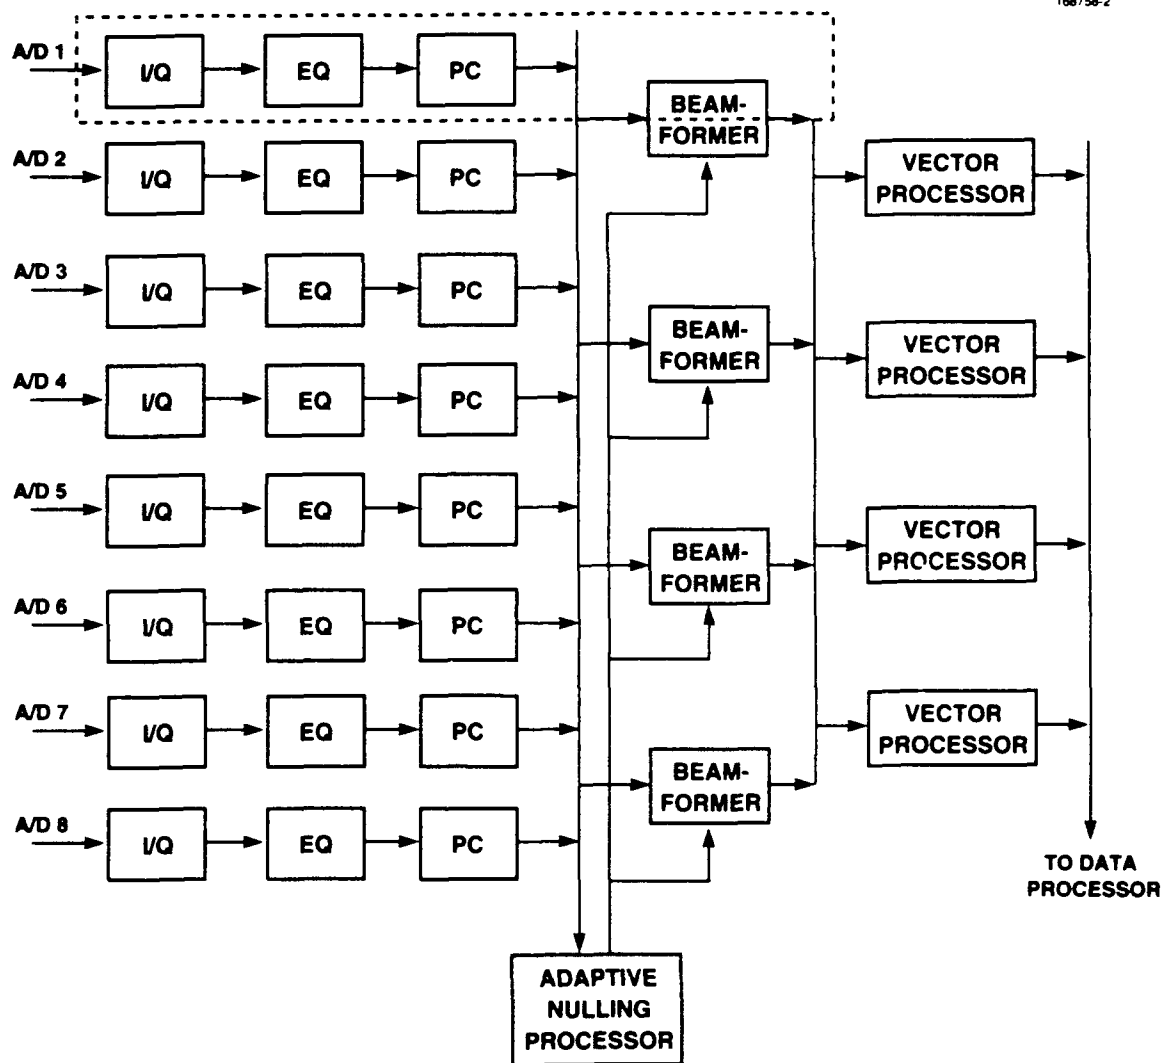 168758-2
A/D 1
I/Q
EQ
PC
BEAM-
FORMER
A/D 2
I/Q
EQ
PC
VECTOR
PROCESSOR
A/D 3
I/Q
EQ
PC
BEAM-
FORMER
VECTOR
PROCESSOR
A/D 4
I/Q
EQ
PC
A/D 5
I/Q
EQ
PC
BEAM-
FORMER
VECTOR
PROCESSOR
A/D 6
I/Q
EQ
PC
A/D 7
I/Q
EQ
PC
VECTOR
PROCESSOR
BEAM-
FORMER
A/D 8
I/Q
EQ
PC
TO DATA
PROCESSOR
ADAPTIVE
NULLING
PROCESSOR